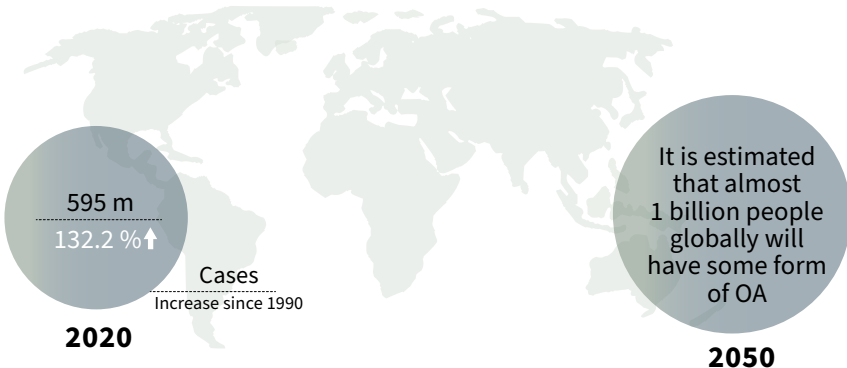 595 m
132.2 %
Cases
Increase since 1990
2020
It is estimated
that almost
1 billion people
globally will
have some form
of OA
2050